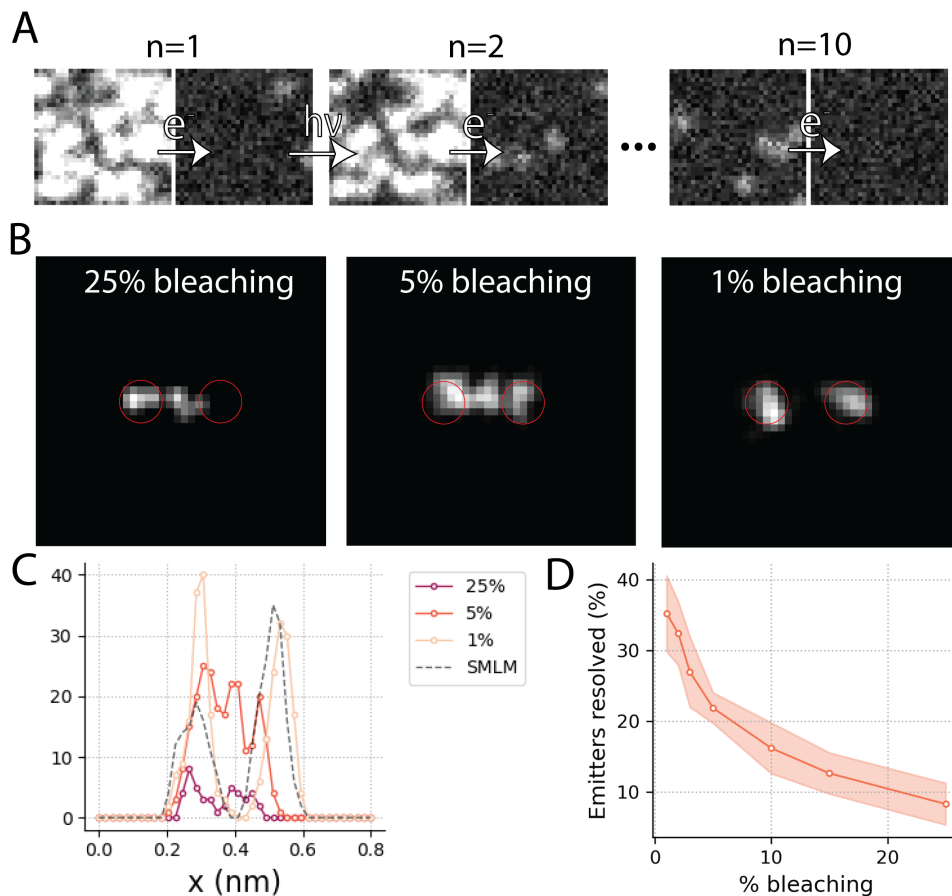 A
n=1
n=2
n=10
e⁻
hν
e⁻
•••
e⁻
B
25% bleaching
5% bleaching
1% bleaching
C
40
30
20
10
0
0.0
0.2
0.4
0.6
0.8
x (nm)
25%
5%
1%
SMLM
D
Emitters resolved (%)
40
30
20
10
0
10
20
% bleaching